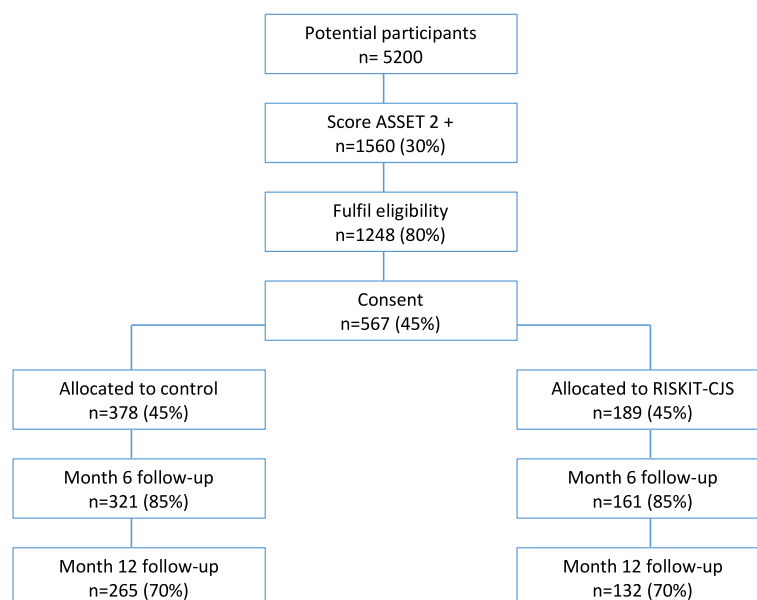 Potential participants
n= 5200
Score ASSET 2 +
n=1560 (30%)
Fulfil eligibility
n=1248 (80%)
Consent
n=567 (45%)
Allocated to control
n=378 (45%)
Allocated to RISKIT-CJS
n=189 (45%)
Month 6 follow-up
n=321 (85%)
Month 6 follow-up
n=161 (85%)
Month 12 follow-up
n=265 (70%)
Month 12 follow-up
n=132 (70%)